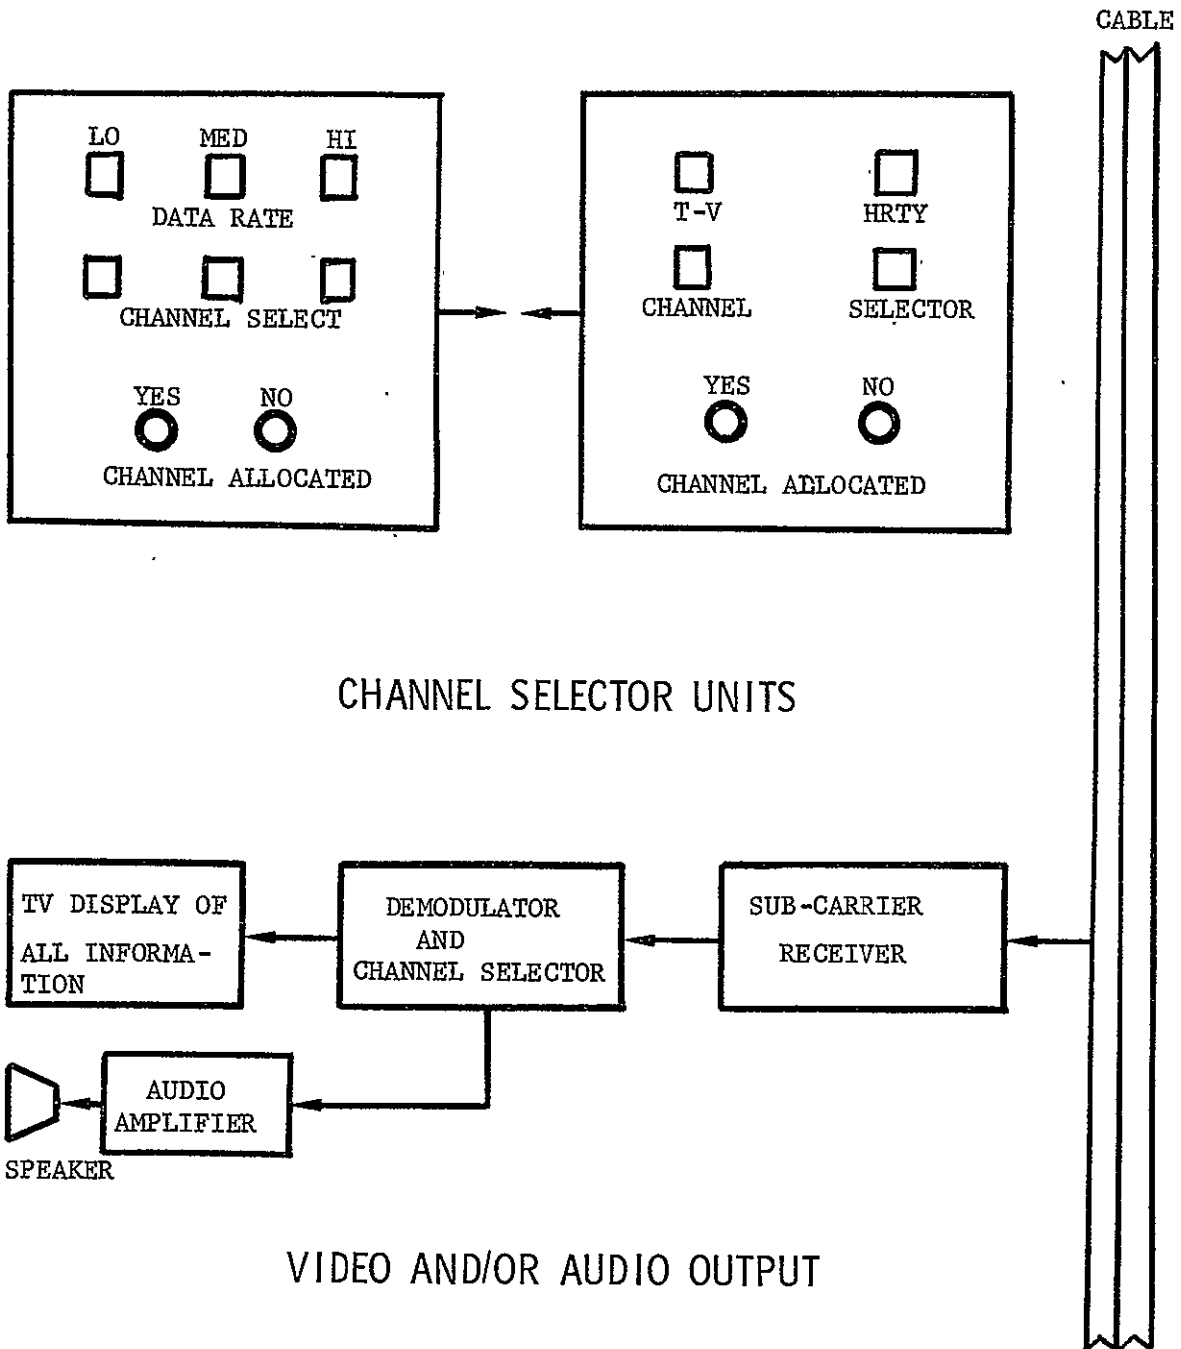 CABLE
LO MED HI
DATA RATE
CHANNEL SELECT
YES NO
CHANNEL ALLOCATED
T-V HRTY
CHANNEL SELECTOR
YES NO
CHANNEL ADLOCATED
CHANNEL SELECTOR UNITS
TV DISPLAY OF
ALL INFORMA-
TION
DEMODULATOR
AND
CHANNEL SELECTOR
SUB-CARRIER
RECEIVER
AUDIO
AMPLIFIER
SPEAKER
VIDEO AND/OR AUDIO OUTPUT